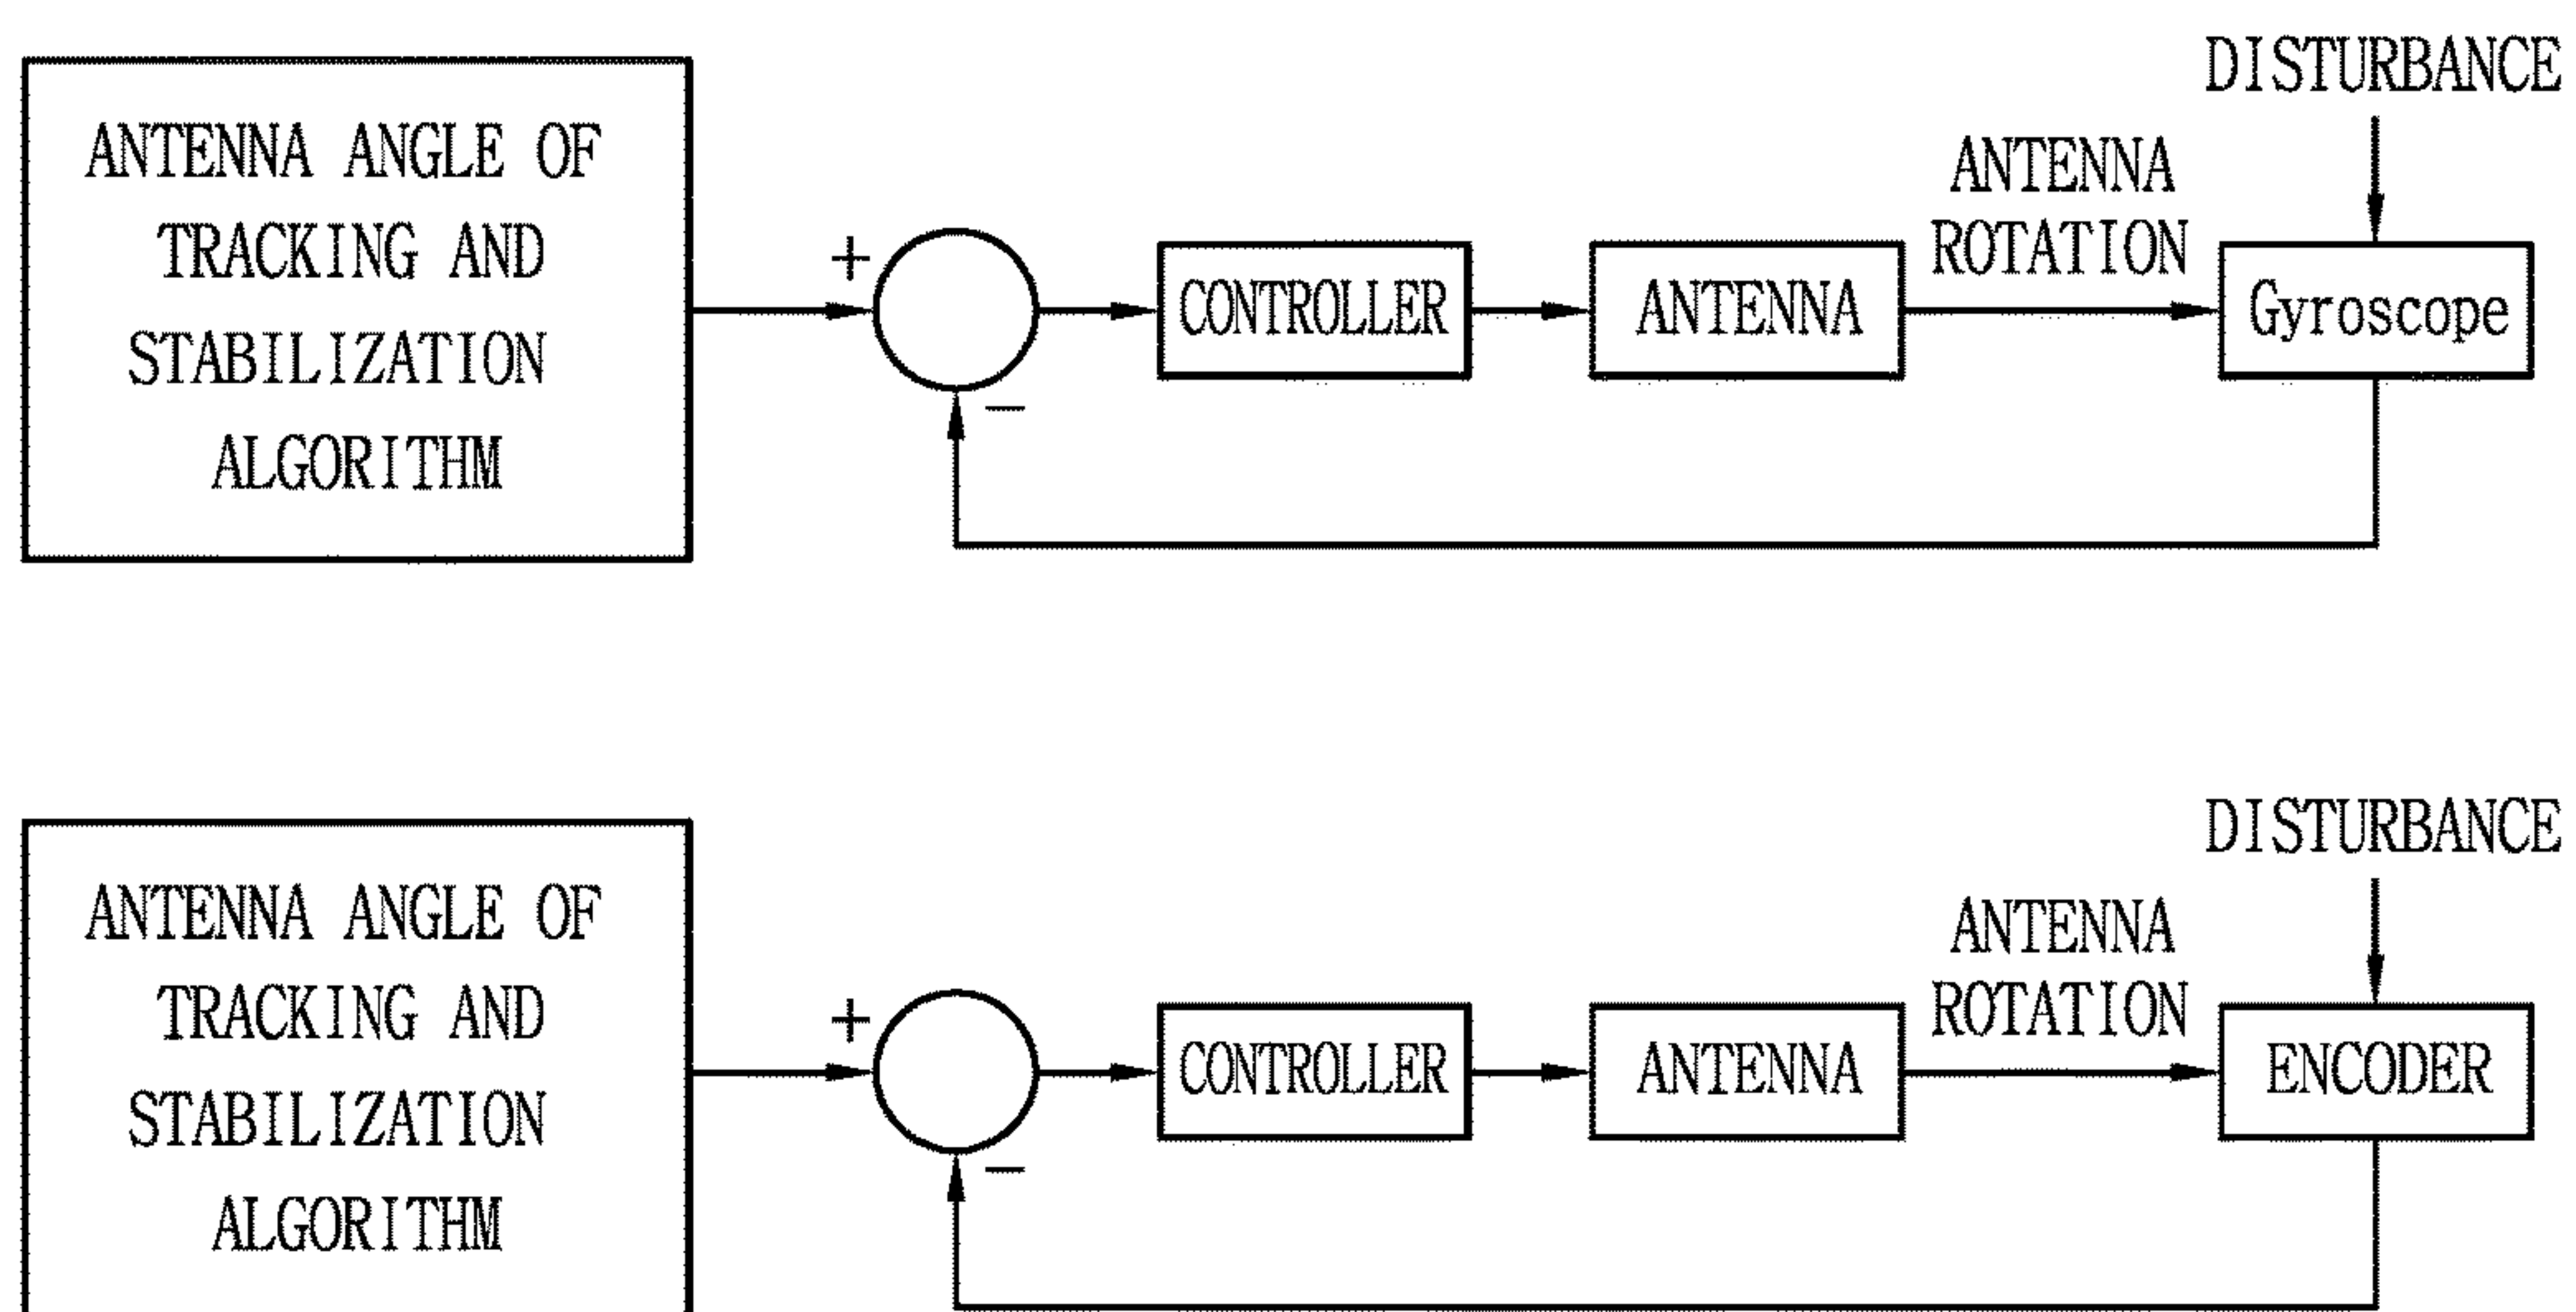 ANTENNA ANGLE OF
TRACKING AND
STABILIZATION
ALGORITHM
+
−
CONTROLLER
ANTENNA
ANTENNA
ROTATION
DISTURBANCE
Gyroscope
ANTENNA ANGLE OF
TRACKING AND
STABILIZATION
ALGORITHM
+
−
CONTROLLER
ANTENNA
ANTENNA
ROTATION
DISTURBANCE
ENCODER